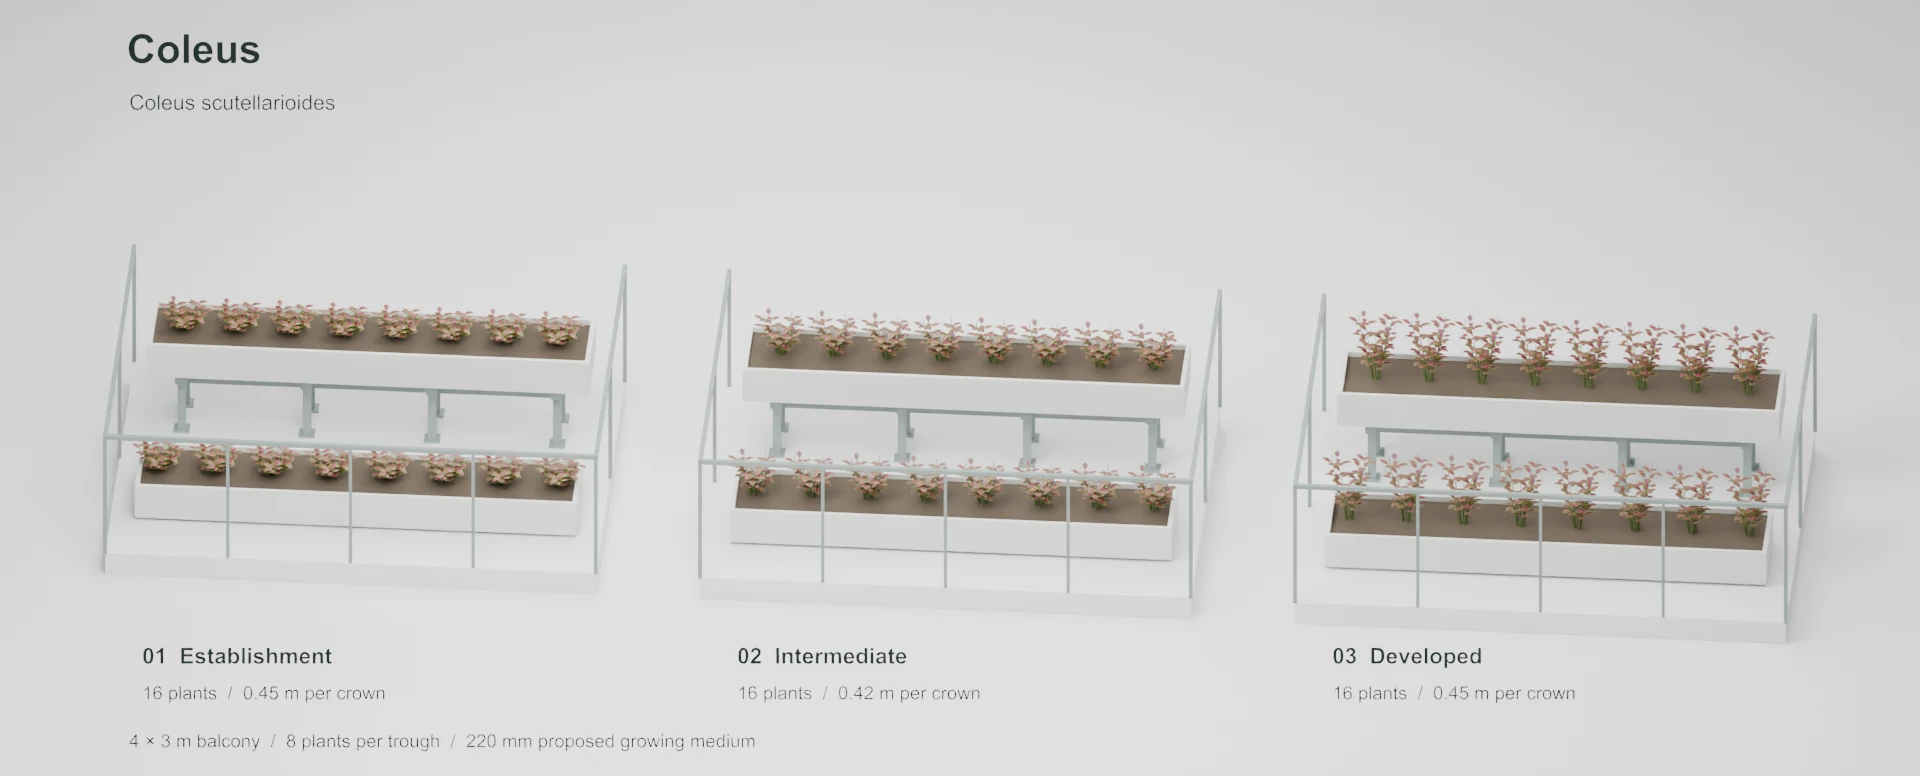 Coleus
Coleus scutellarioides
01 Establishment
16 plants / 0.45 m per crown
02 Intermediate
16 plants / 0.42 m per crown
03 Developed
16 plants / 0.45 m per crown
4 × 3 m balcony / 8 plants per trough / 220 mm proposed growing medium